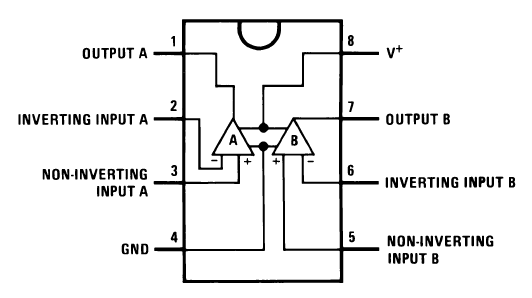 1
8
OUTPUT A
V+
2
7
INVERTING INPUT A
OUTPUT B
A
B
− + + −
3
6
NON-INVERTING
INPUT A
INVERTING INPUT B
4
5
GND
NON-INVERTING
INPUT B